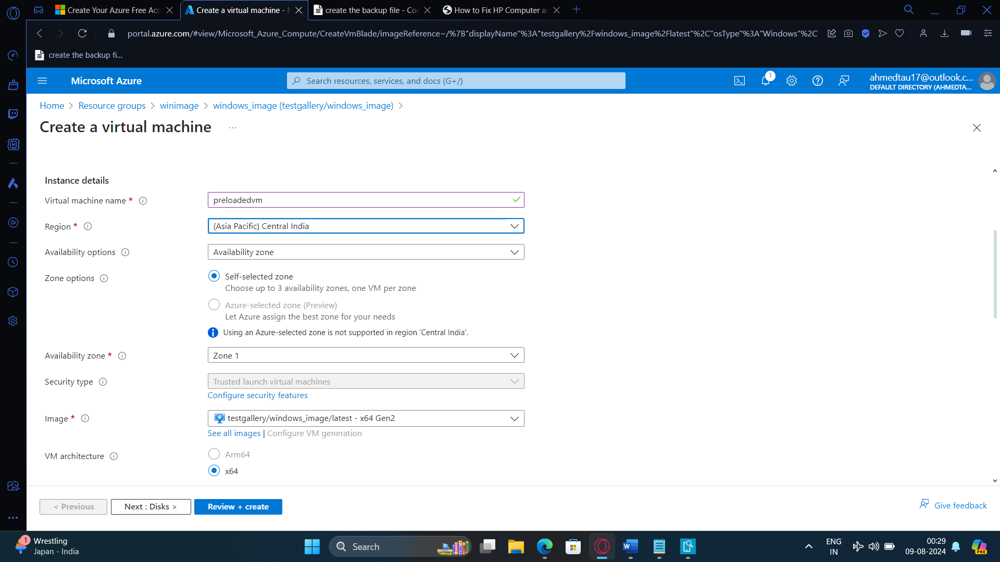 Create Your Azure Free Acc
Create a virtual machine - M
create the backup file - Coo
How to Fix HP Computer a
portal.azure.com/#view/Microsoft_Azure_Compute/CreateVmBlade/imageReference~/%7B"displayName"%3A"testgallery%2Fwindows_image%2Flatest"%2C"osType"%3A"Windows"%2C"
create the backup fi...
Microsoft Azure
Search resources, services, and docs (G+/)
1
ahmedtau17@outlook.c...
DEFAULT DIRECTORY (AHMEDTA...
Home > Resource groups > winimage > windows_image (testgallery/windows_image) >
Create a virtual machine ...
Instance details
Virtual machine name *
preloadedvm
Region *
(Asia Pacific) Central India
Availability options
Availability zone
Zone options
Self-selected zone
Choose up to 3 availability zones, one VM per zone
Azure-selected zone (Preview)
Let Azure assign the best zone for your needs
Using an Azure-selected zone is not supported in region 'Central India'.
Availability zone *
Zone 1
Security type
Trusted launch virtual machines
Configure security features
Image *
testgallery/windows_image/latest - x64 Gen2
See all images | Configure VM generation
VM architecture
Arm64
x64
< Previous
Next : Disks >
Review + create
Give feedback
1
Wrestling
Japan - India
Search
ENG
IN
00:29
09-08-2024
PRE